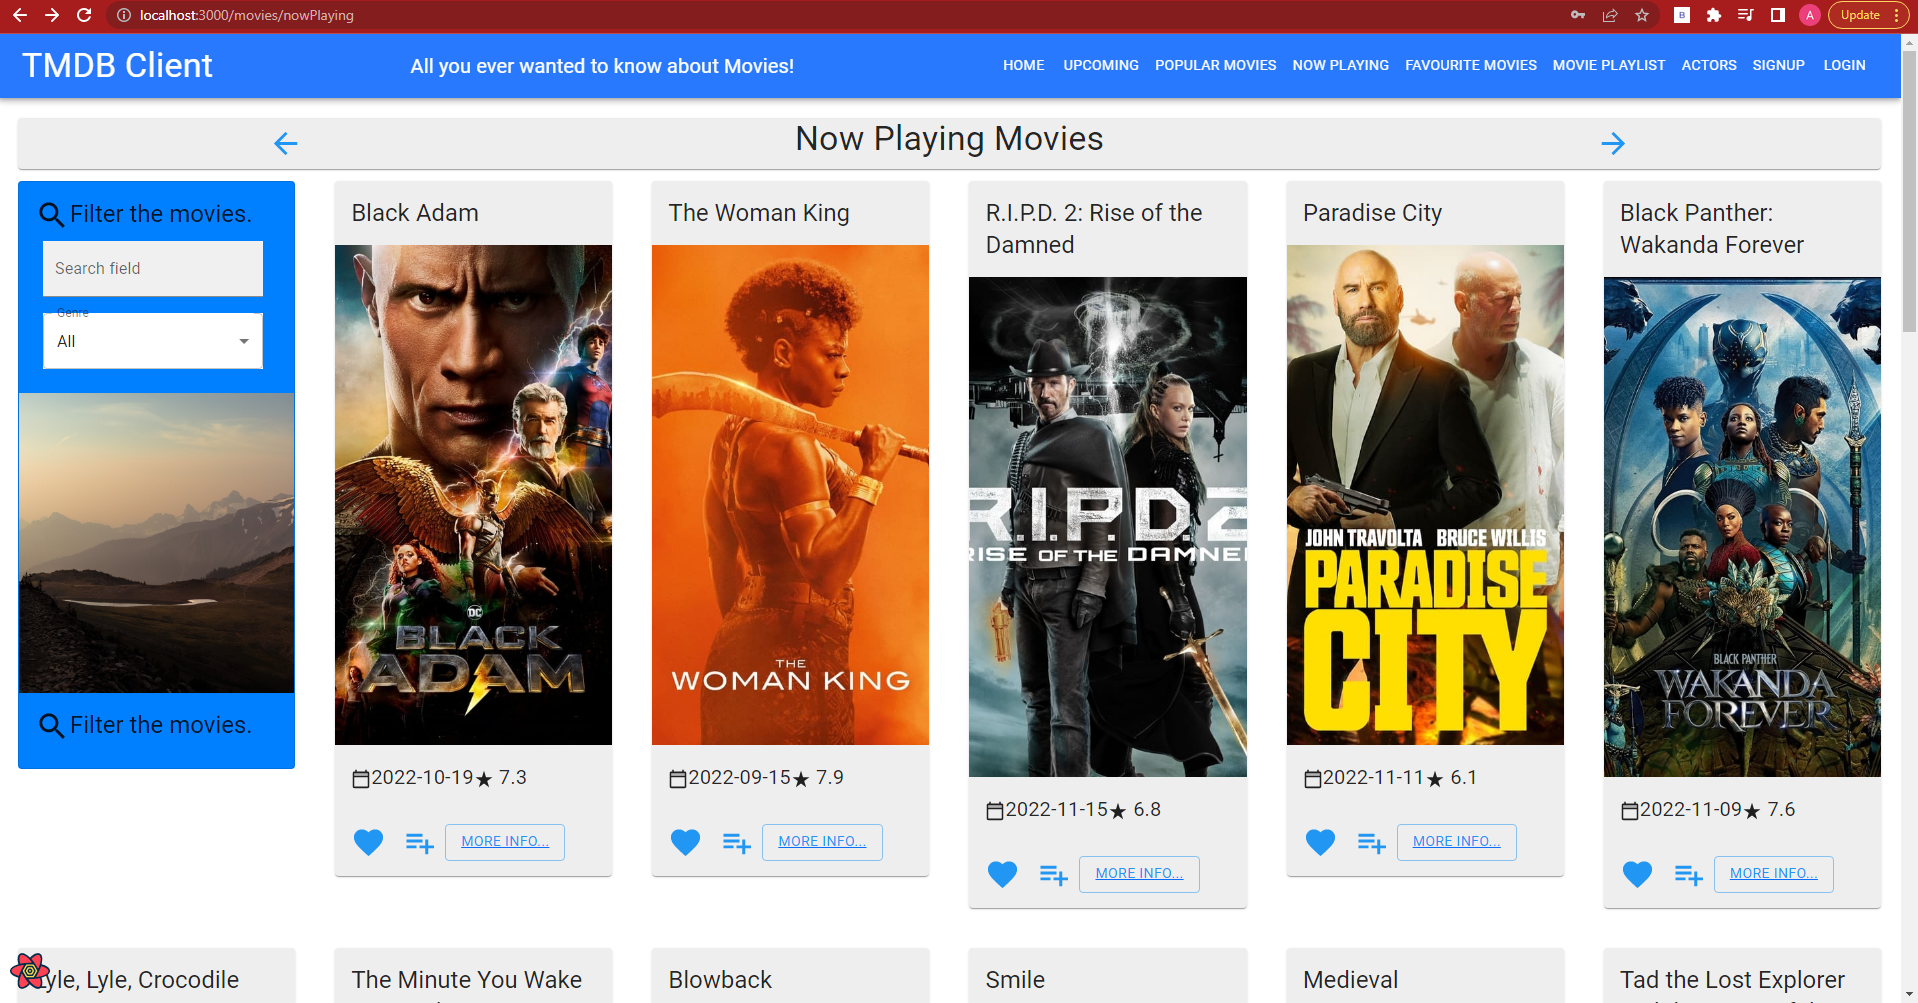 localhost:3000/movies/nowPlaying
B
A
Update
TMDB Client
All you ever wanted to know about Movies!
HOME UPCOMING POPULAR MOVIES NOW PLAYING FAVOURITE MOVIES MOVIE PLAYLIST ACTORS SIGNUP LOGIN
Now Playing Movies
Filter the movies.
Search field
Genre
All
Filter the movies.
Black Adam
DC
BLACK
ADAM
2022-10-19 7.3
MORE INFO...
The Woman King
THE
WOMAN KING
2022-09-15 7.9
MORE INFO...
R.I.P.D. 2: Rise of the
Damned
R.I.P.D.2
RISE OF THE DAMNE
2022-11-15 6.8
MORE INFO...
Paradise City
JOHN TRAVOLTA BRUCE WILLIS
PARADISE
CITY
2022-11-11 6.1
MORE INFO...
Black Panther:
Wakanda Forever
BLACK PANTHER
WAKANDA
FOREVER
2022-11-09 7.6
MORE INFO...
Lyle, Lyle, Crocodile
The Minute You Wake
Blowback
Smile
Medieval
Tad the Lost Explorer